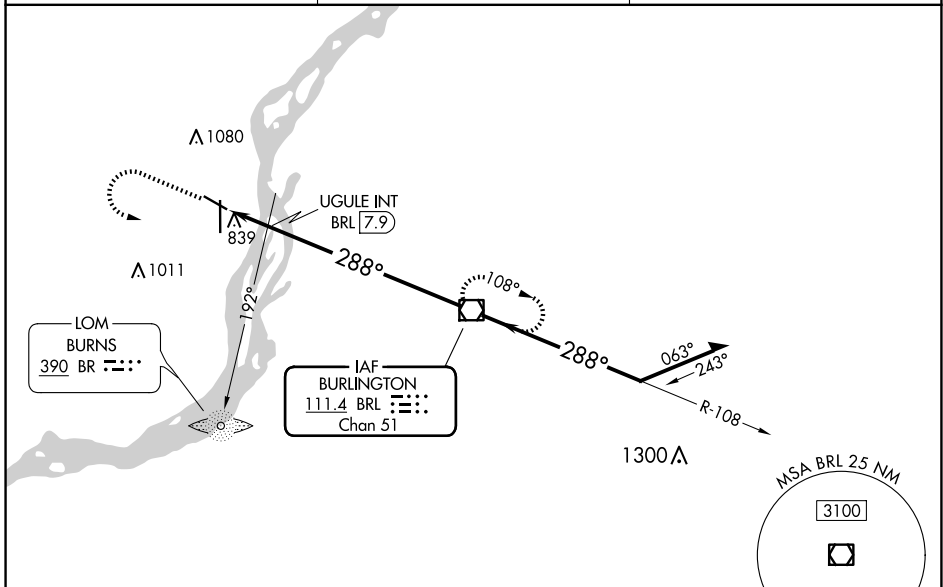 1080
UGULE INT
BRL 7.9
839
288°
1011
108°
192°
LOM
BURNS
390 BR
IAF
BURLINGTON
111.4 BRL
Chan 51
288°
063°
243°
R-108
1300
MSA BRL 25 NM
3100